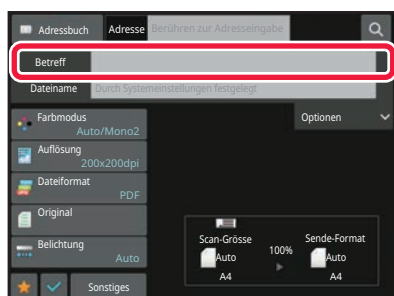 Adressbuch Adresse Berühren zur Adresseingabe
Betreff
Dateiname Durch Systemeinstellungen festgelegt
Farbmodus
Auto/Mono2
Optionen
Auflösung
200x200dpi
Dateiformat
PDF
Original
Belichtung
Auto
Scan-Grösse
Auto
A4
100%
Sende-Format
Auto
A4
Sonstiges